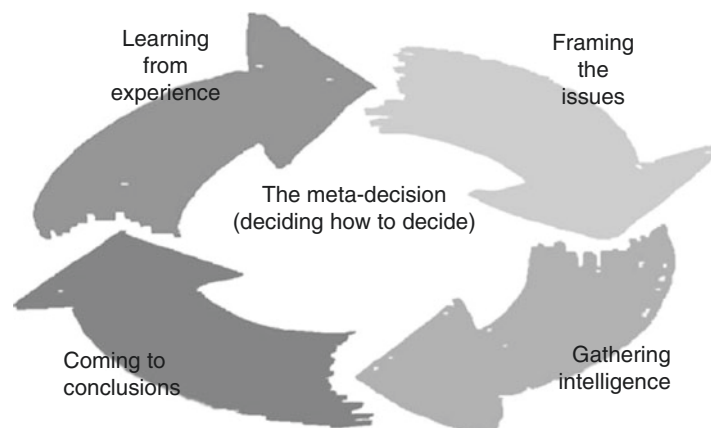 Learning
from
experience
Framing
the
issues
The meta-decision
(deciding how to decide)
Coming to
conclusions
Gathering
intelligence